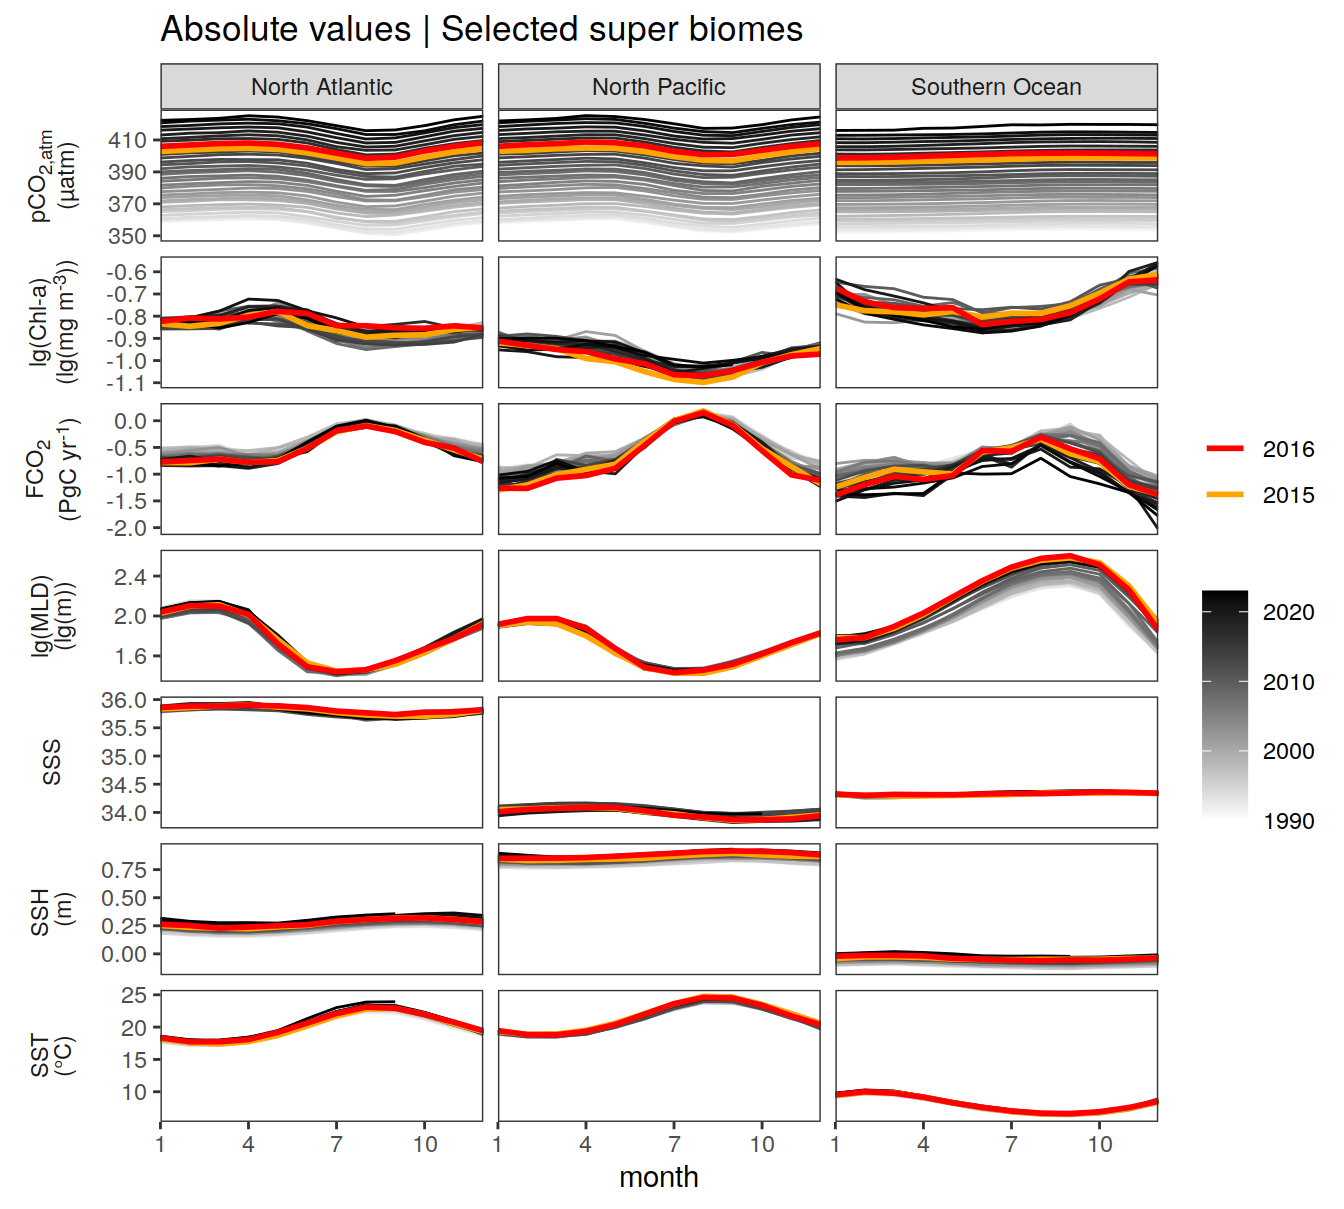 Absolute values | Selected super biomes
North Atlantic North Pacific Southern Ocean
pCO2,atm
(µatm)
410
390
370
350
lg(Chl-a)
(lg(mg m-3))
-0.6
-0.7
-0.8
-0.9
-1.0
-1.1
FCO2
(PgC yr-1)
0.0
-0.5
-1.0
-1.5
-2.0
lg(MLD)
(lg(m))
2.4
2.0
1.6
SSS
36.0
35.5
35.0
34.5
34.0
SSH
(m)
0.75
0.50
0.25
0.00
SST
(°C)
25
20
15
10
1 4 7 10 1 4 7 10 1 4 7 10
month
2016
2015
2020
2010
2000
1990